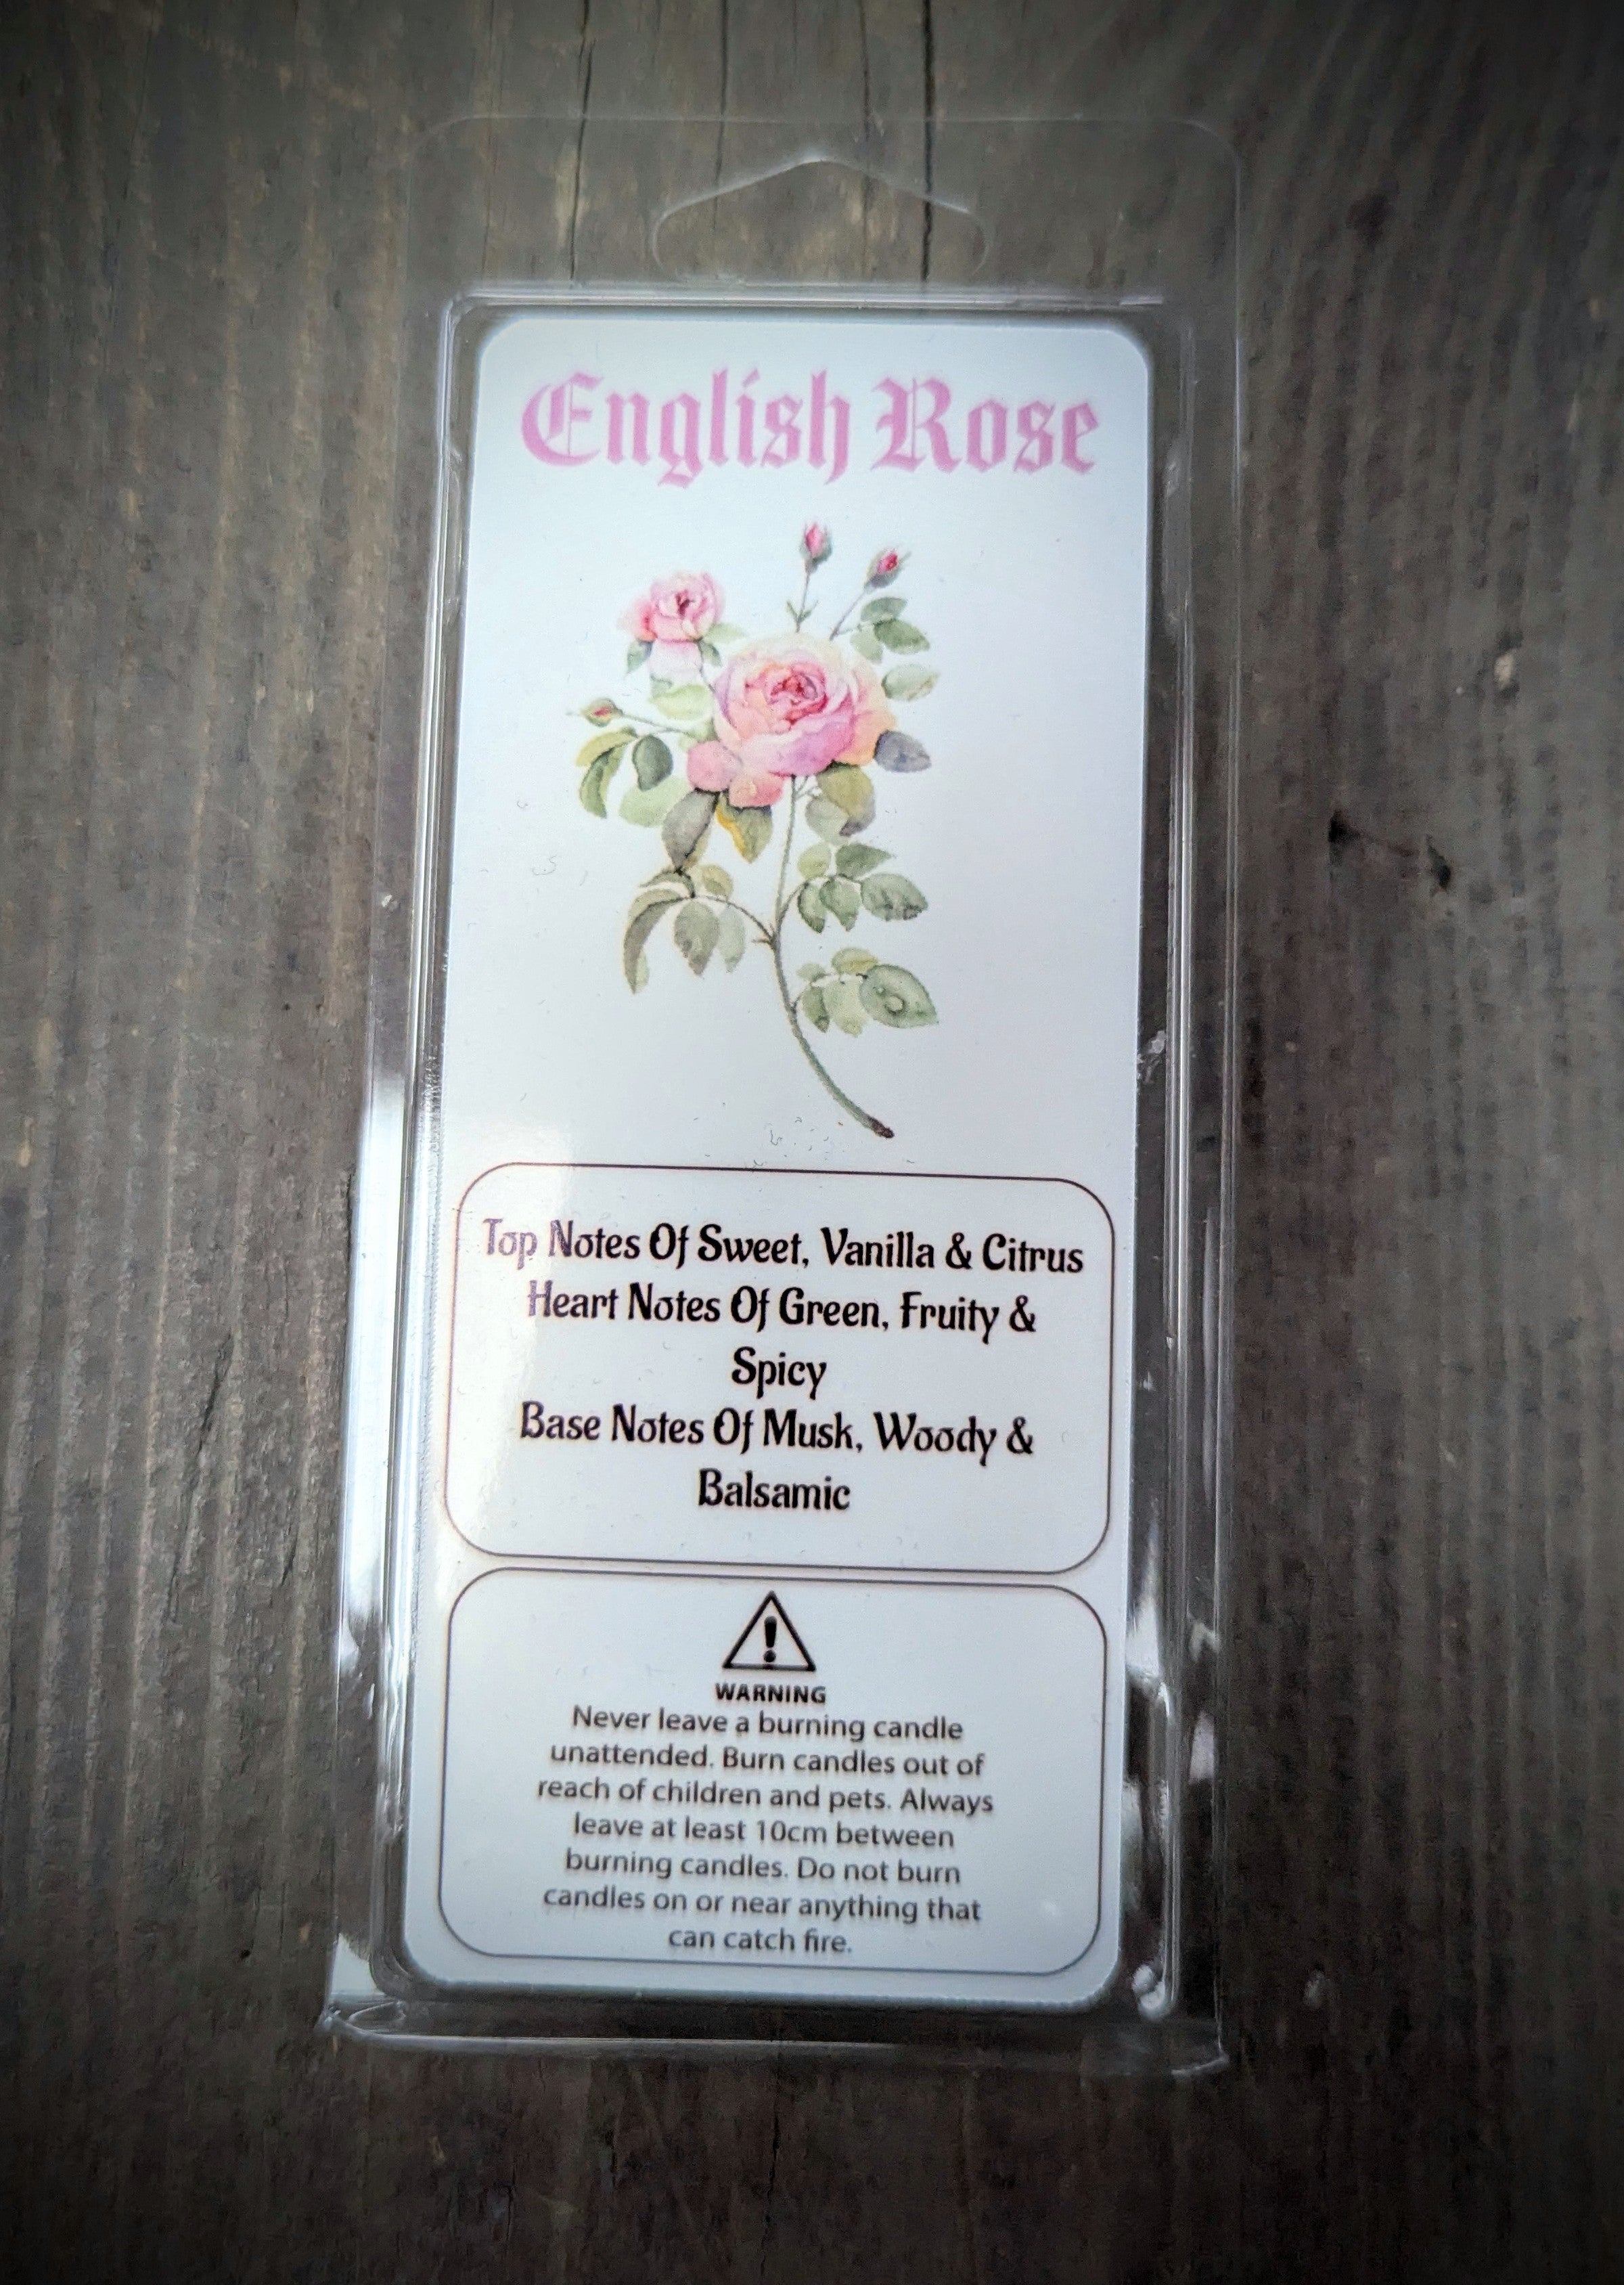 English Rose
Top Notes Of Sweet, Vanilla & Citrus
Heart Notes Of Green, Fruity &
Spicy
Base Notes Of Musk, Woody &
Balsamic
WARNING
Never leave a burning candle
unattended. Burn candles out of
reach of children and pets. Always
leave at least 10cm between
burning candles. Do not burn
candles on or near anything that
can catch fire.